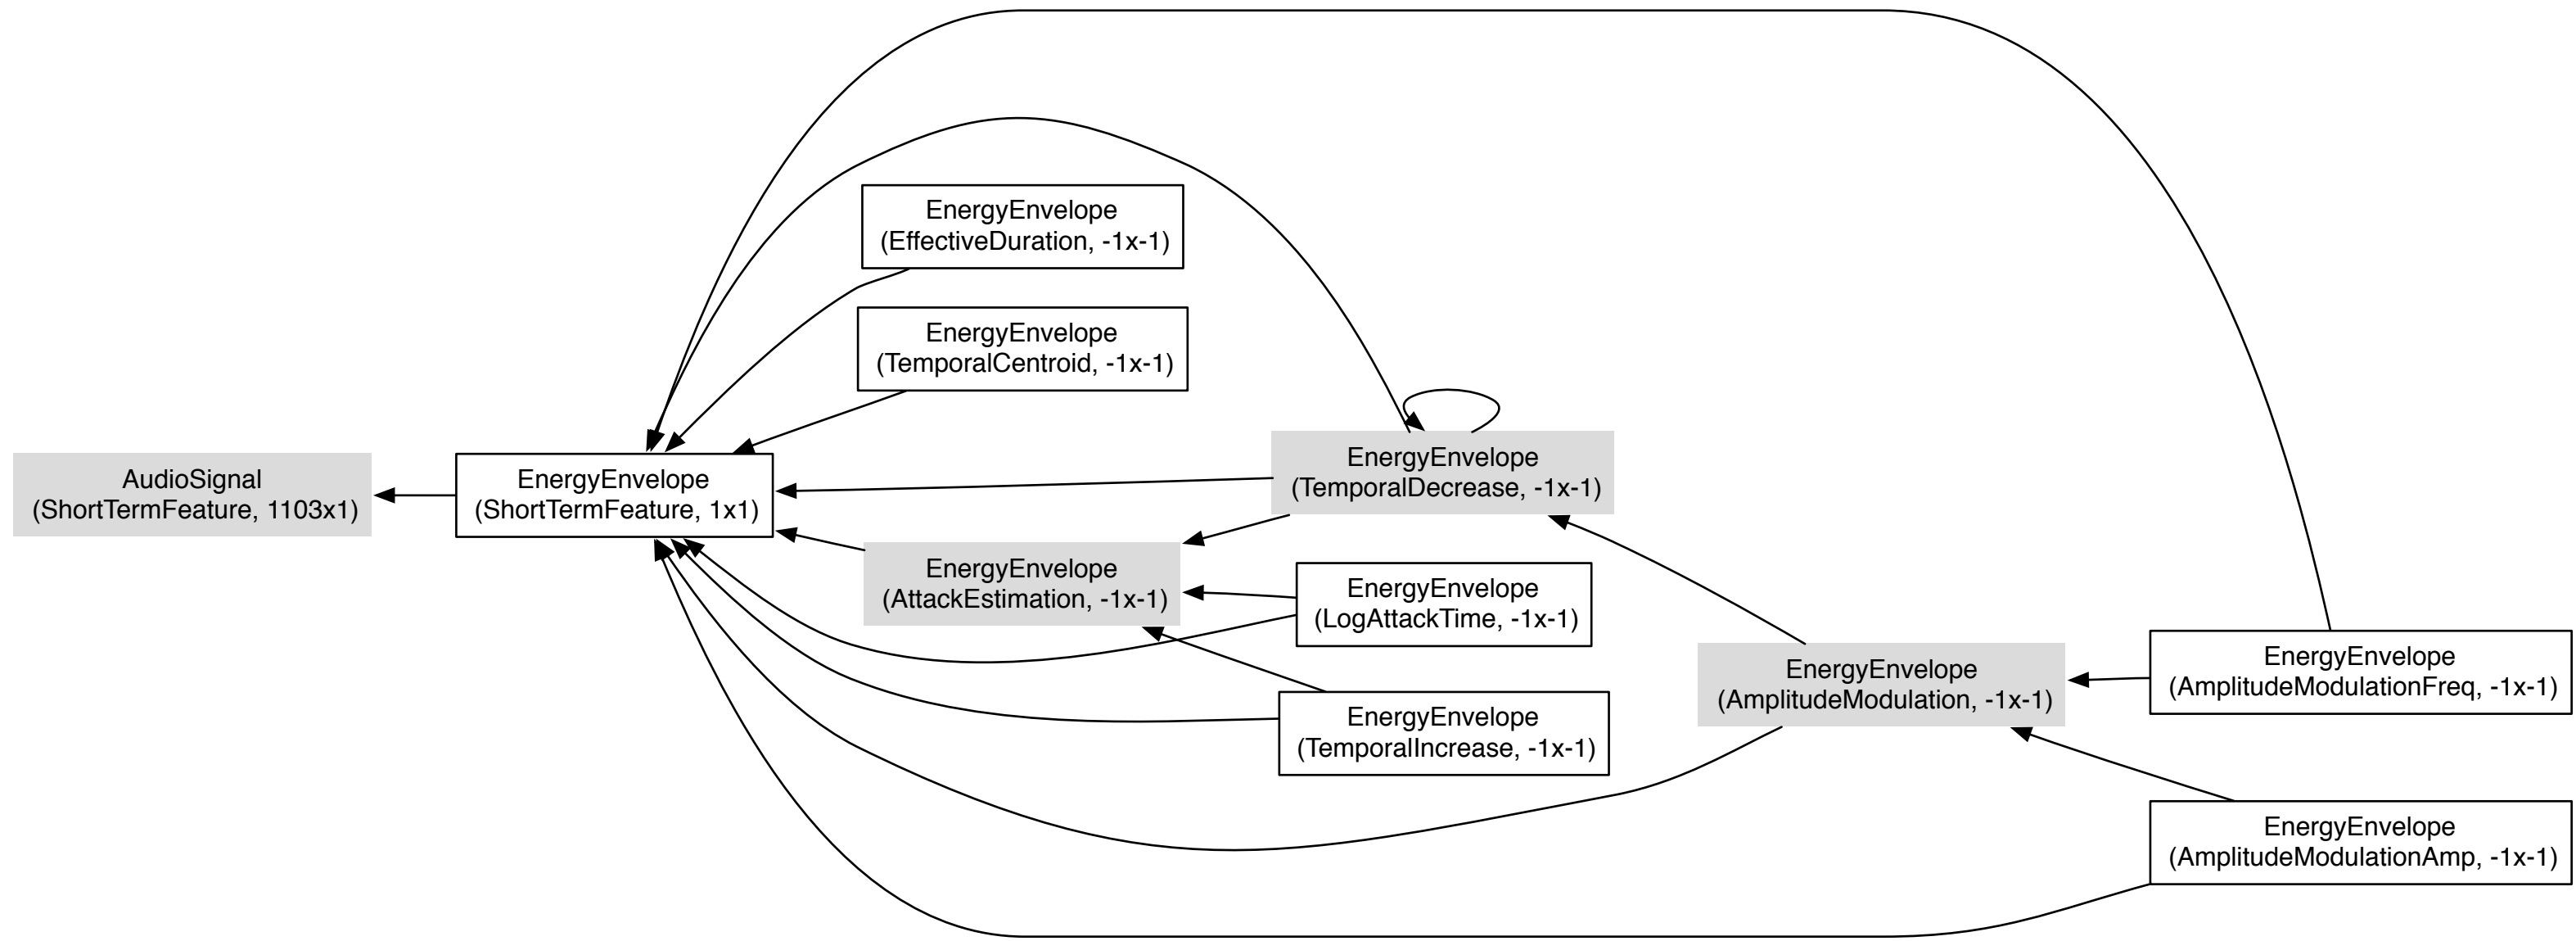 EnergyEnvelope
(EffectiveDuration, -1x-1)
EnergyEnvelope
(TemporalCentroid, -1x-1)
AudioSignal
(ShortTermFeature, 1103x1)
EnergyEnvelope
(ShortTermFeature, 1x1)
EnergyEnvelope
(TemporalDecrease, -1x-1)
EnergyEnvelope
(AttackEstimation, -1x-1)
EnergyEnvelope
(LogAttackTime, -1x-1)
EnergyEnvelope
(TemporalIncrease, -1x-1)
EnergyEnvelope
(AmplitudeModulation, -1x-1)
EnergyEnvelope
(AmplitudeModulationFreq, -1x-1)
EnergyEnvelope
(AmplitudeModulationAmp, -1x-1)